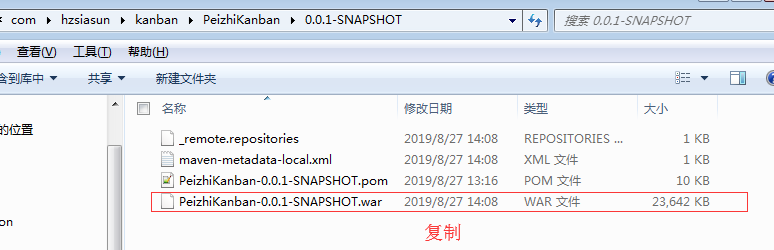 com ▸ hzsiasun ▸ kanban ▸ PeizhiKanban ▸ 0.0.1-SNAPSHOT
搜索 0.0.1-SNAPSHOT
查看(V) 工具(T) 帮助(H)
含到库中 共享 新建文件夹
名称 修改日期 类型 大小
的位置
_remote.repositories 2019/8/27 14:08 REPOSITORIES ... 1 KB
maven-metadata-local.xml 2019/8/27 14:08 XML 文件 1 KB
PeizhiKanban-0.0.1-SNAPSHOT.pom 2019/8/27 13:16 POM 文件 10 KB
PeizhiKanban-0.0.1-SNAPSHOT.war 2019/8/27 14:08 WAR 文件 23,642 KB
on
复制